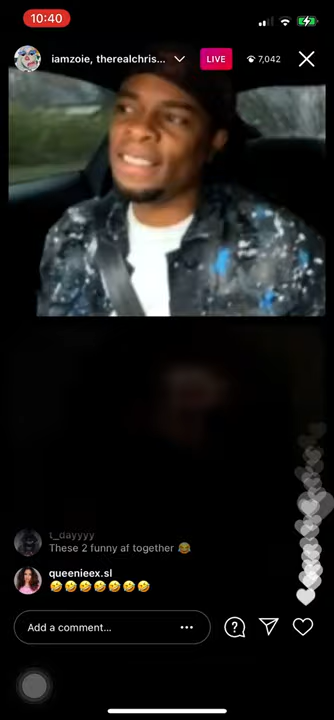 10:40
iamzoie, therealchris...
LIVE
7,042
t_dayyyy
These 2 funny af together 😂
queenieex.sl
🤣🤣🤣🤣🤣🤣🤣
Add a comment...